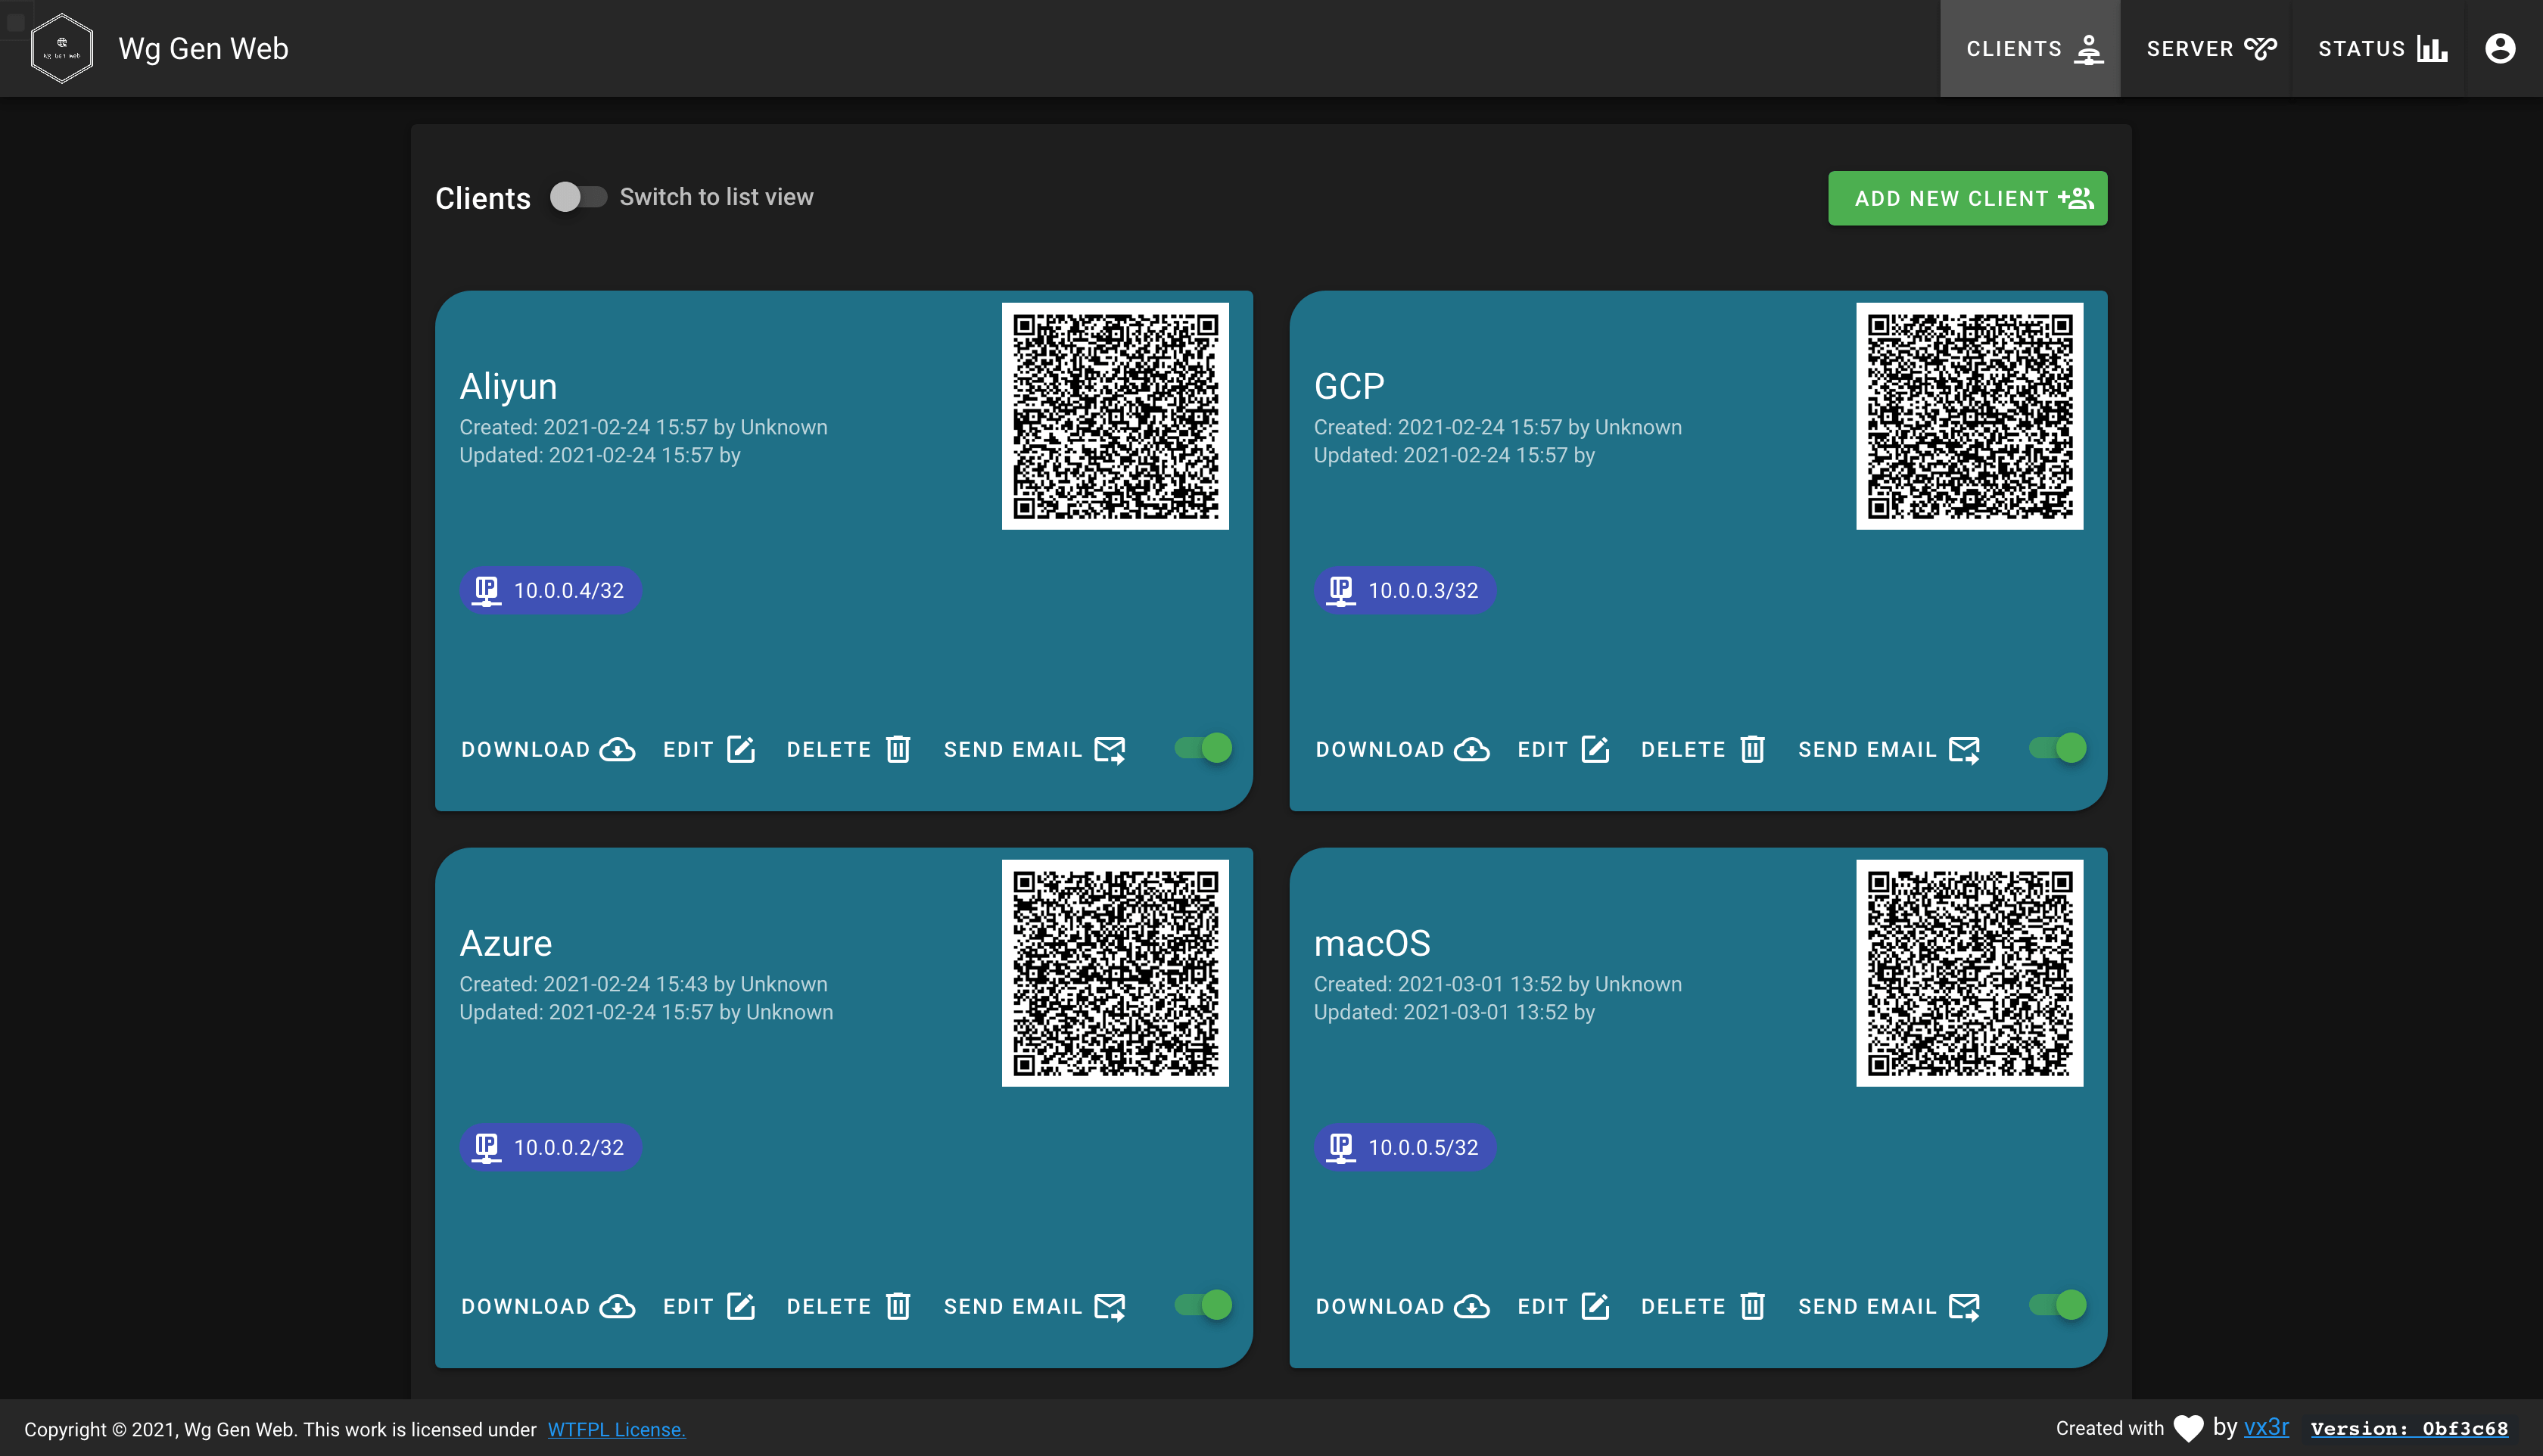 Wg Gen Web
Wg Gen Web
CLIENTS
SERVER
STATUS
Clients
Switch to list view
ADD NEW CLIENT
Aliyun
Created: 2021-02-24 15:57 by Unknown
Updated: 2021-02-24 15:57 by
IP 10.0.0.4/32
DOWNLOAD EDIT DELETE SEND EMAIL
GCP
Created: 2021-02-24 15:57 by Unknown
Updated: 2021-02-24 15:57 by
IP 10.0.0.3/32
DOWNLOAD EDIT DELETE SEND EMAIL
Azure
Created: 2021-02-24 15:43 by Unknown
Updated: 2021-02-24 15:57 by Unknown
IP 10.0.0.2/32
DOWNLOAD EDIT DELETE SEND EMAIL
macOS
Created: 2021-03-01 13:52 by Unknown
Updated: 2021-03-01 13:52 by
IP 10.0.0.5/32
DOWNLOAD EDIT DELETE SEND EMAIL
Copyright © 2021, Wg Gen Web. This work is licensed under WTFPL License.
Created with by vx3r Version: 0bf3c68